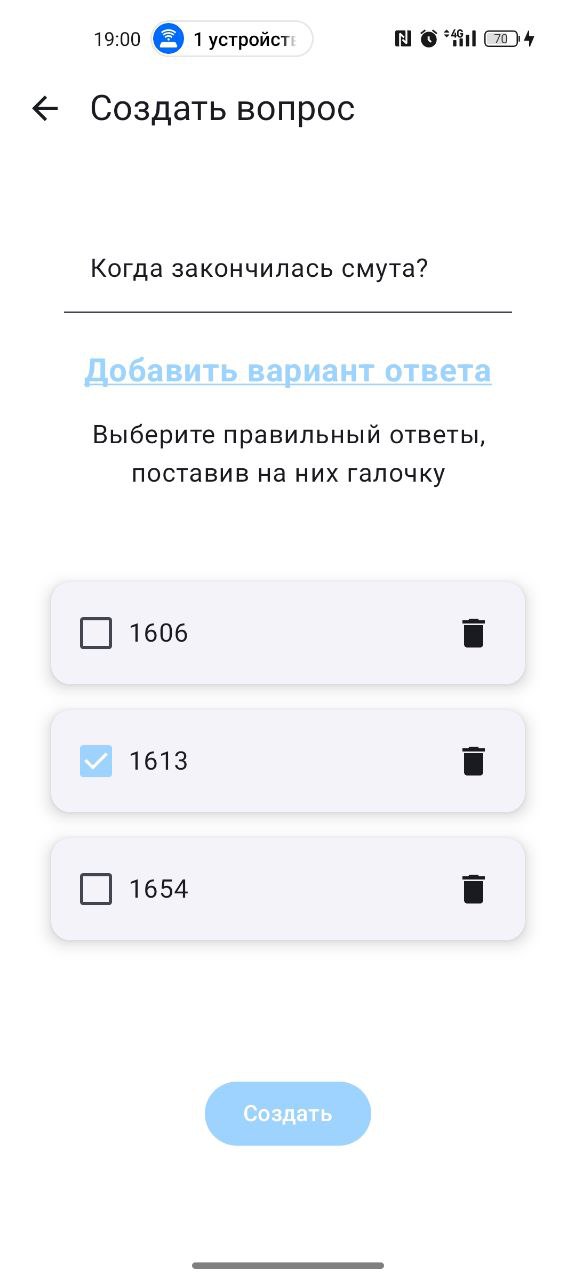 19:00 1 устройств
4G 70
Создать вопрос
Когда закончилась смута?
Добавить вариант ответа
Выберите правильный ответы,
поставив на них галочку
1606
1613
1654
Создать